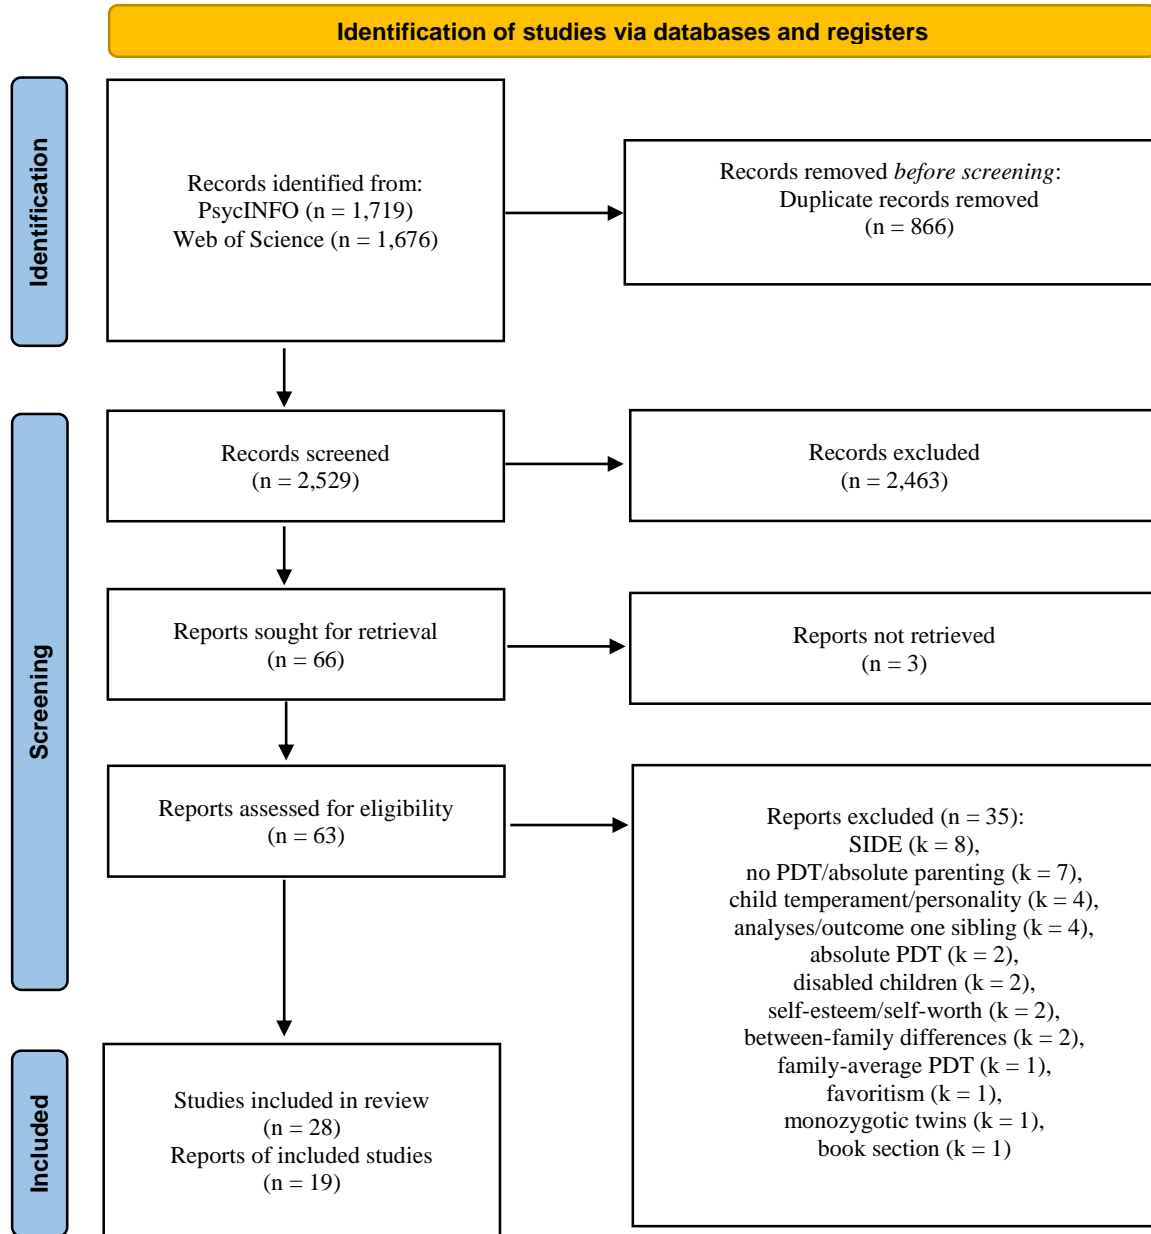 Identification of studies via databases and registers
Identification
Records identified from:
PsycINFO (n = 1,719)
Web of Science (n = 1,676)
Records removed before screening:
Duplicate records removed
(n = 866)
Screening
Records screened
(n = 2,529)
Records excluded
(n = 2,463)
Reports sought for retrieval
(n = 66)
Reports not retrieved
(n = 3)
Reports assessed for eligibility
(n = 63)
Reports excluded (n = 35):
SIDE (k = 8),
no PDT/absolute parenting (k = 7),
child temperament/personality (k = 4),
analyses/outcome one sibling (k = 4),
absolute PDT (k = 2),
disabled children (k = 2),
self-esteem/self-worth (k = 2),
between-family differences (k = 2),
family-average PDT (k = 1),
favoritism (k = 1),
monozygotic twins (k = 1),
book section (k = 1)
Included
Studies included in review
(n = 28)
Reports of included studies
(n = 19)